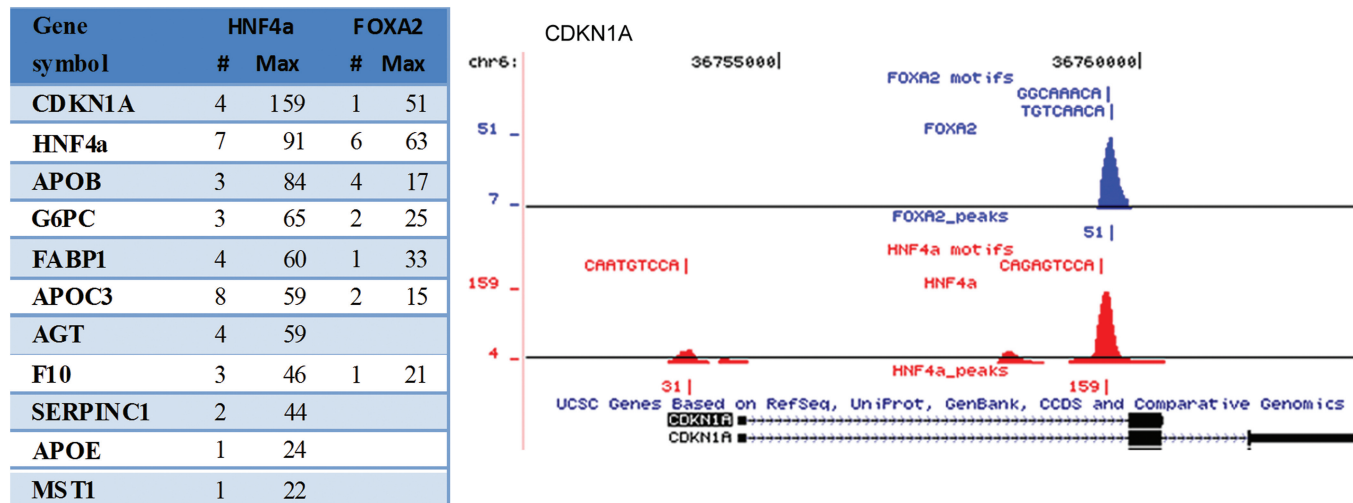 Gene HNF4a FOXA2
symbol # Max # Max
CDKN1A 4 159 1 51
HNF4a 7 91 6 63
APOB 3 84 4 17
G6PC 3 65 2 25
FABP1 4 60 1 33
APOC3 8 59 2 15
AGT 4 59
F10 3 46 1 21
SERPINC1 2 44
APOE 1 24
MST1 1 22
CDKN1A
chr6: 36755000| 36760000|
FOXA2 motifs
GGCAAACA|
TGTCAACA|
51 _ FOXA2
7 _
FOXA2_peaks
51|
HNF4a motifs
CAATGTCCA| CAGAGTCCA|
159 _ HNF4a
4 _
HNF4a_peaks
31| 159|
UCSC Genes Based on RefSeq, UniProt, GenBank, CCDS and Comparative Genomics
CDKN1A
CDKN1A